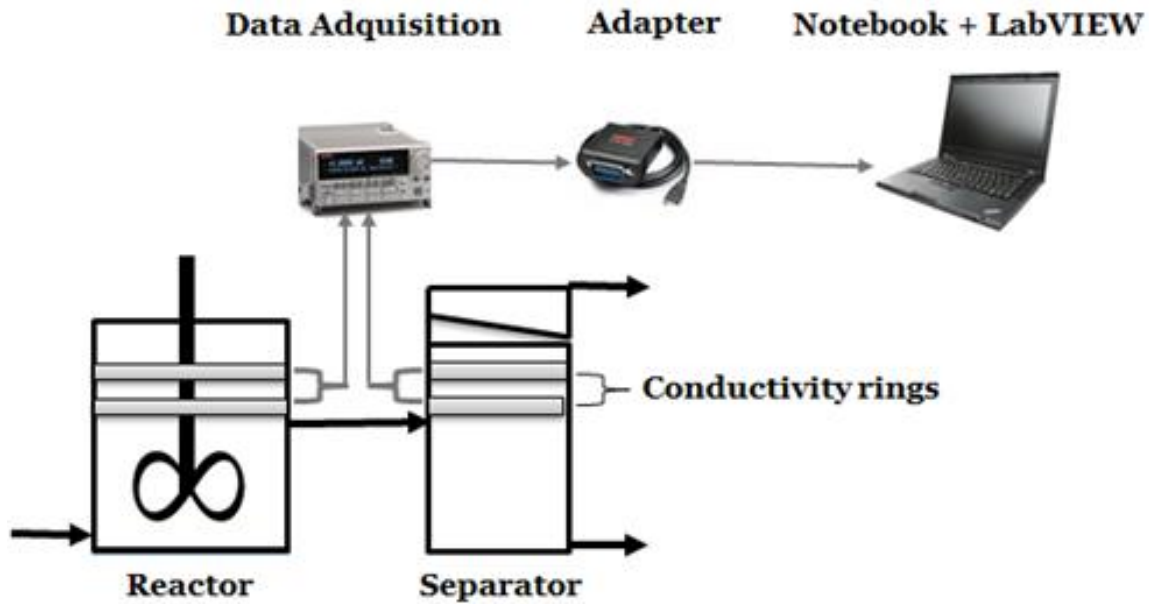 Data Adquisition
Adapter
Notebook + LabVIEW
Conductivity rings
Reactor
Separator